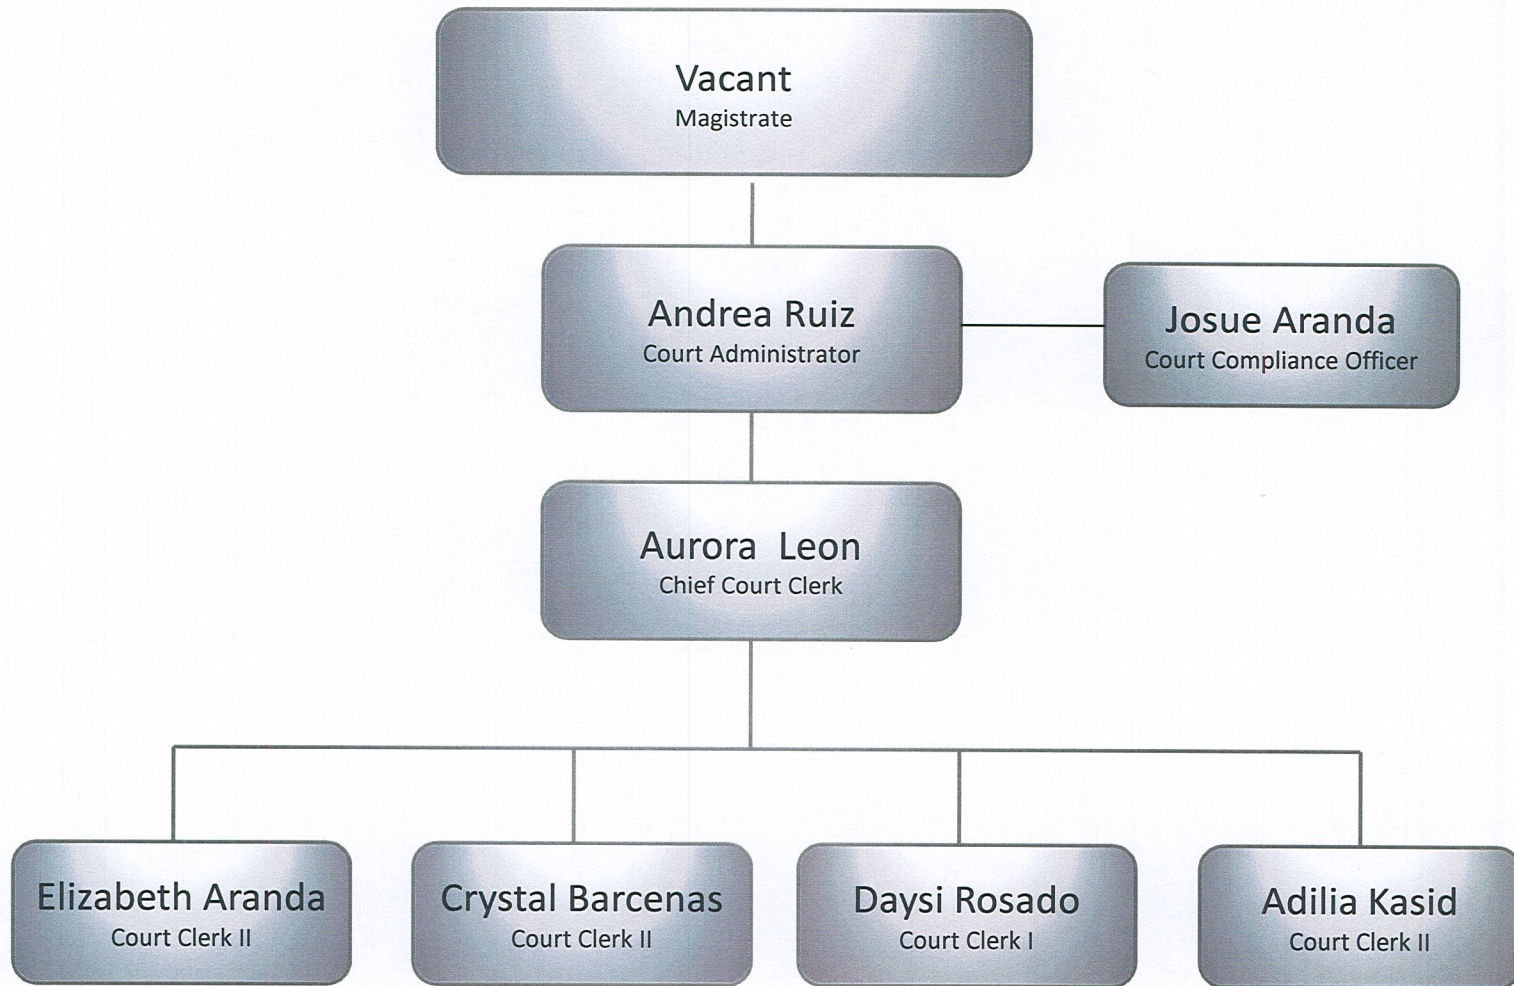 Vacant
Magistrate
Andrea Ruiz
Court Administrator
Josue Aranda
Court Compliance Officer
Aurora Leon
Chief Court Clerk
Elizabeth Aranda
Court Clerk II
Crystal Barcenas
Court Clerk II
Daysi Rosado
Court Clerk I
Adilia Kasid
Court Clerk II